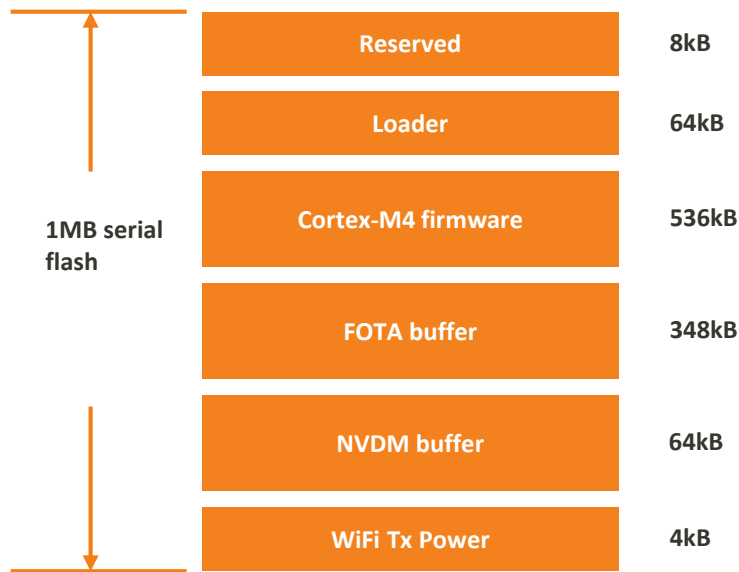 Reserved 8kB
Loader 64kB
Cortex-M4 firmware 536kB
1MB serial
flash
FOTA buffer 348kB
NVDM buffer 64kB
WiFi Tx Power 4kB